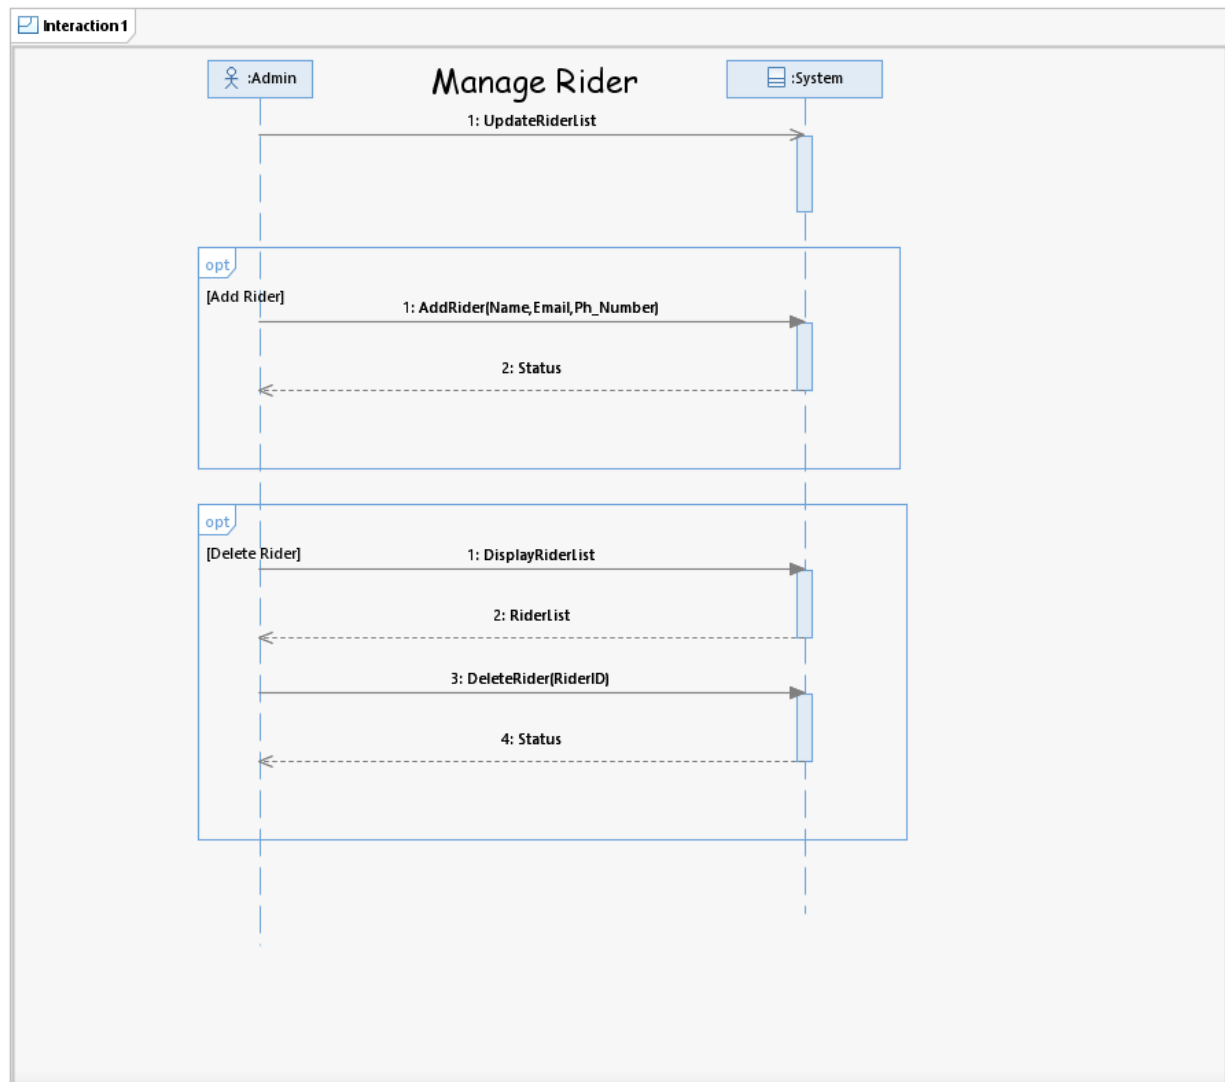 Interaction1
:Admin
Manage Rider
:System
1: UpdateRiderList
opt
[Add Rider]
1: AddRider(Name,Email,Ph_Number)
2: Status
opt
[Delete Rider]
1: DisplayRiderList
2: RiderList
3: DeleteRider(RiderID)
4: Status